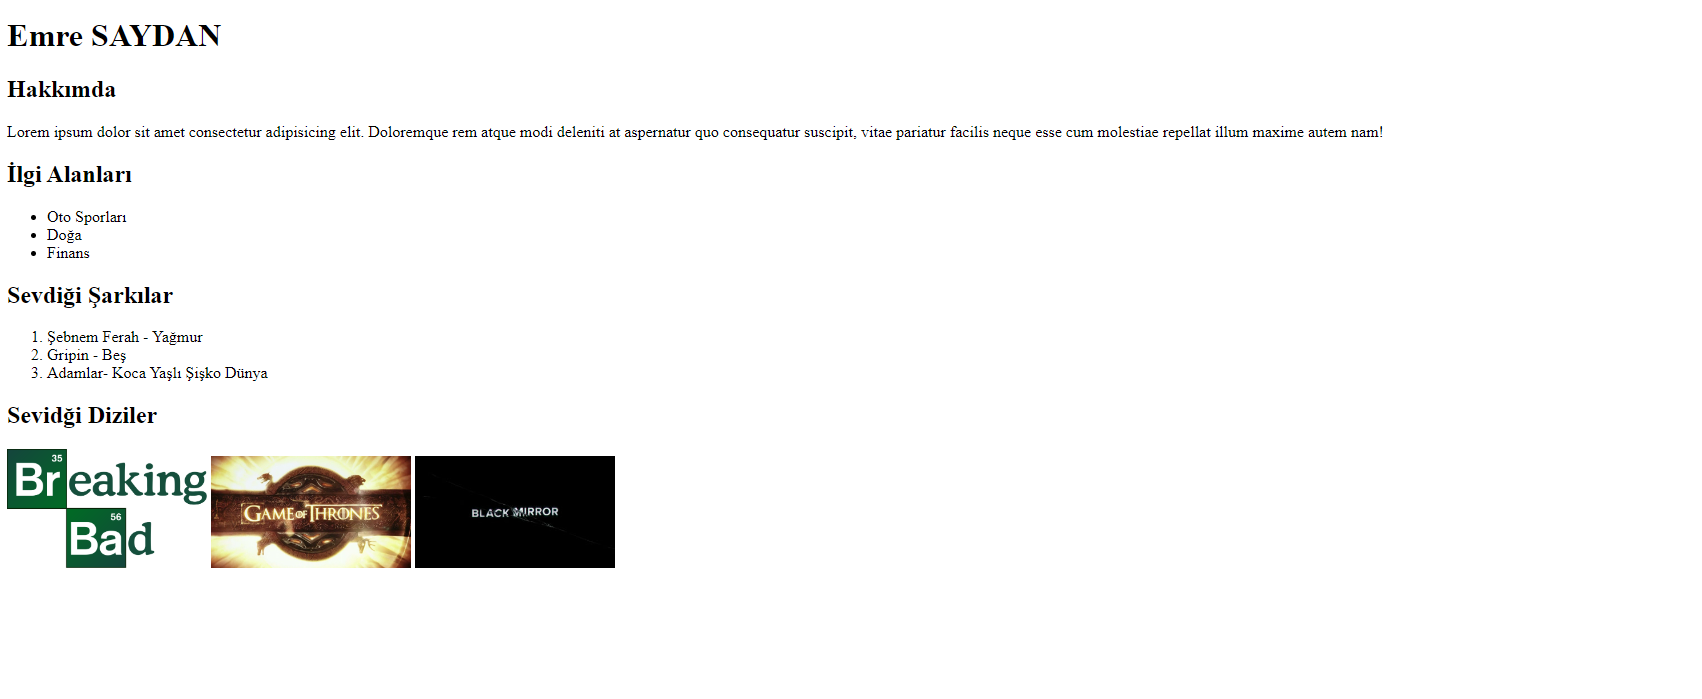 Emre SAYDAN
Hakkımda
Lorem ipsum dolor sit amet consectetur adipisicing elit. Doloremque rem atque modi deleniti at aspernatur quo consequatur suscipit, vitae pariatur facilis neque esse cum molestiae repellat illum maxime autem nam!
İlgi Alanları
• Oto Sporları
• Doğa
• Finans
Sevdiği Şarkılar
1. Şebnem Ferah - Yağmur
2. Gripin - Beş
3. Adamlar- Koca Yaşlı Şişko Dünya
Sevidği Diziler
35
Breaking
56
Bad
GAME OF THRONES
BLACK MIRROR